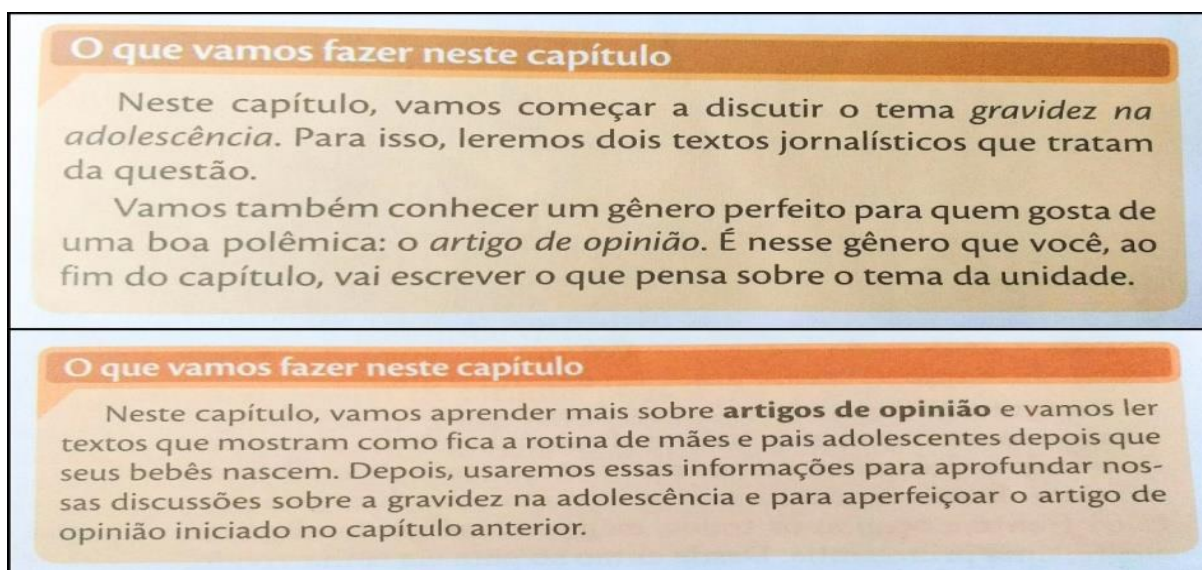 O que vamos fazer neste capítulo
Neste capítulo, vamos começar a discutir o tema gravidez na
adolescência. Para isso, leremos dois textos jornalísticos que tratam
da questão.
Vamos também conhecer um gênero perfeito para quem gosta de
uma boa polêmica: o artigo de opinião. É nesse gênero que você, ao
fim do capítulo, vai escrever o que pensa sobre o tema da unidade.
O que vamos fazer neste capítulo
Neste capítulo, vamos aprender mais sobre artigos de opinião e vamos ler
textos que mostram como fica a rotina de mães e pais adolescentes depois que
seus bebês nascem. Depois, usaremos essas informações para aprofundar nos-
sas discussões sobre a gravidez na adolescência e para aperfeiçoar o artigo de
opinião iniciado no capítulo anterior.